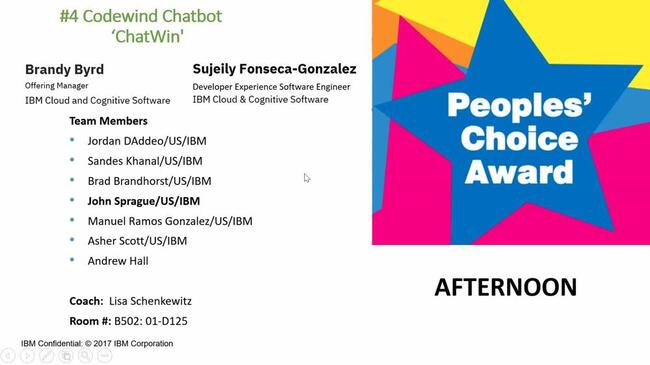 #4 Codewind Chatbot
‘ChatWin'
Brandy Byrd
Offering Manager
IBM Cloud and Cognitive Software
Sujeily Fonseca-Gonzalez
Developer Experience Software Engineer
IBM Cloud & Cognitive Software
Team Members
• Jordan DAddeo/US/IBM
• Sandes Khanal/US/IBM
• Brad Brandhorst/US/IBM
• John Sprague/US/IBM
• Manuel Ramos Gonzalez/US/IBM
• Asher Scott/US/IBM
• Andrew Hall
Coach: Lisa Schenkewitz
Room #: B502: 01-D125
IBM Confidential: © 2017 IBM Corporation
Peoples’
Choice
Award
AFTERNOON